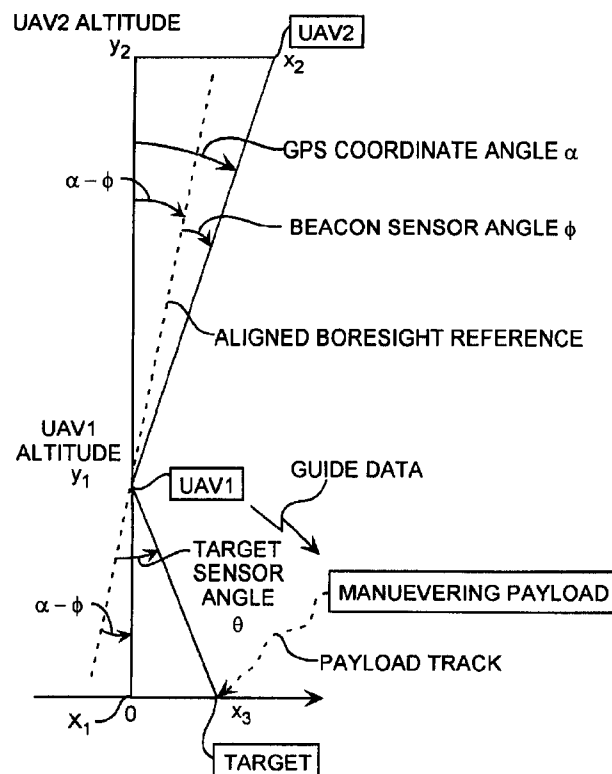 UAV2 ALTITUDE
y2
UAV2
x2
GPS COORDINATE ANGLE α
α − ϕ
BEACON SENSOR ANGLE ϕ
ALIGNED BORESIGHT REFERENCE
UAV1
ALTITUDE
y1
UAV1
GUIDE DATA
TARGET
SENSOR
ANGLE
θ
MANUEVERING PAYLOAD
α − ϕ
PAYLOAD TRACK
X1
0
x3
TARGET